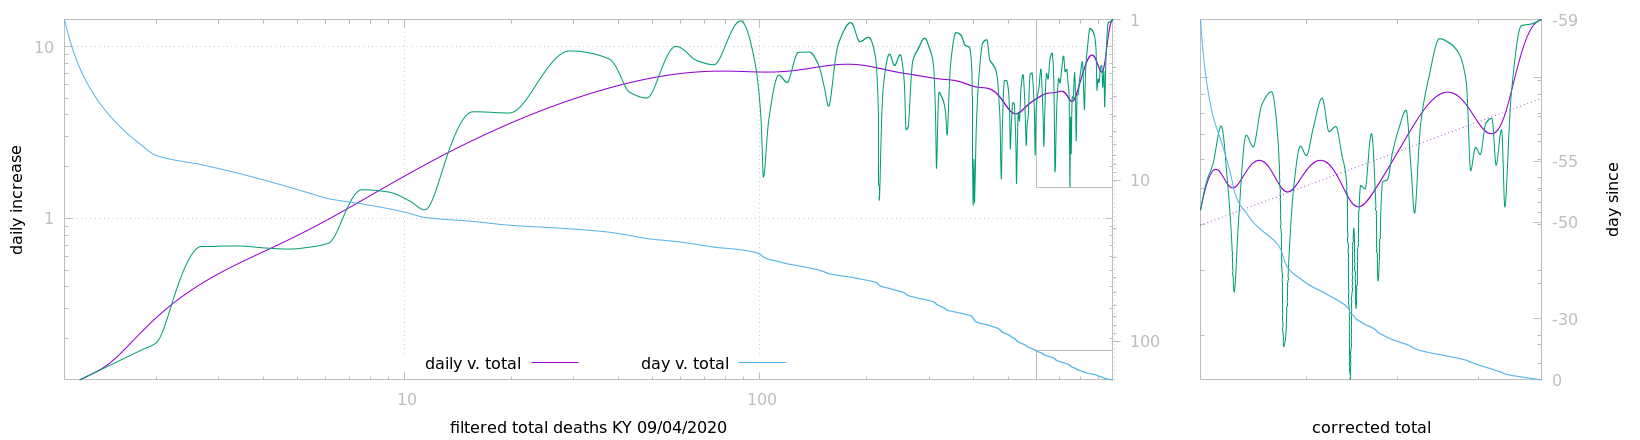 daily increase
10
1
10
100
1
10
100
daily v. total
day v. total
filtered total deaths KY 09/04/2020
-59
-55
-50
-30
0
day since
corrected total